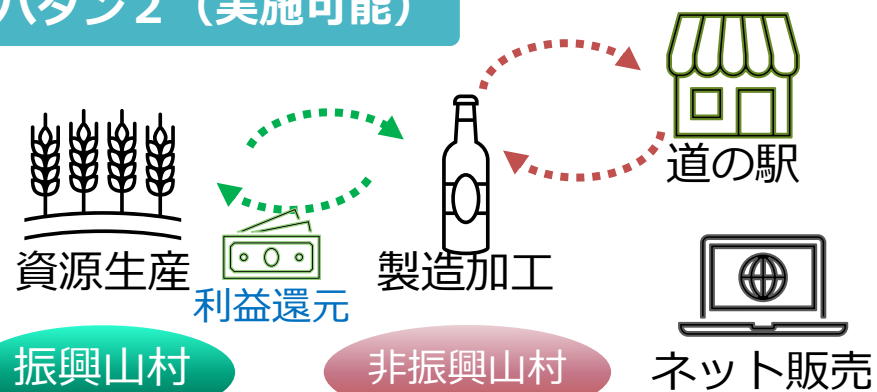 パタン２（実施可能）
道の駅
資源生産
製造加工
利益還元
振興山村
非振興山村
ネット販売